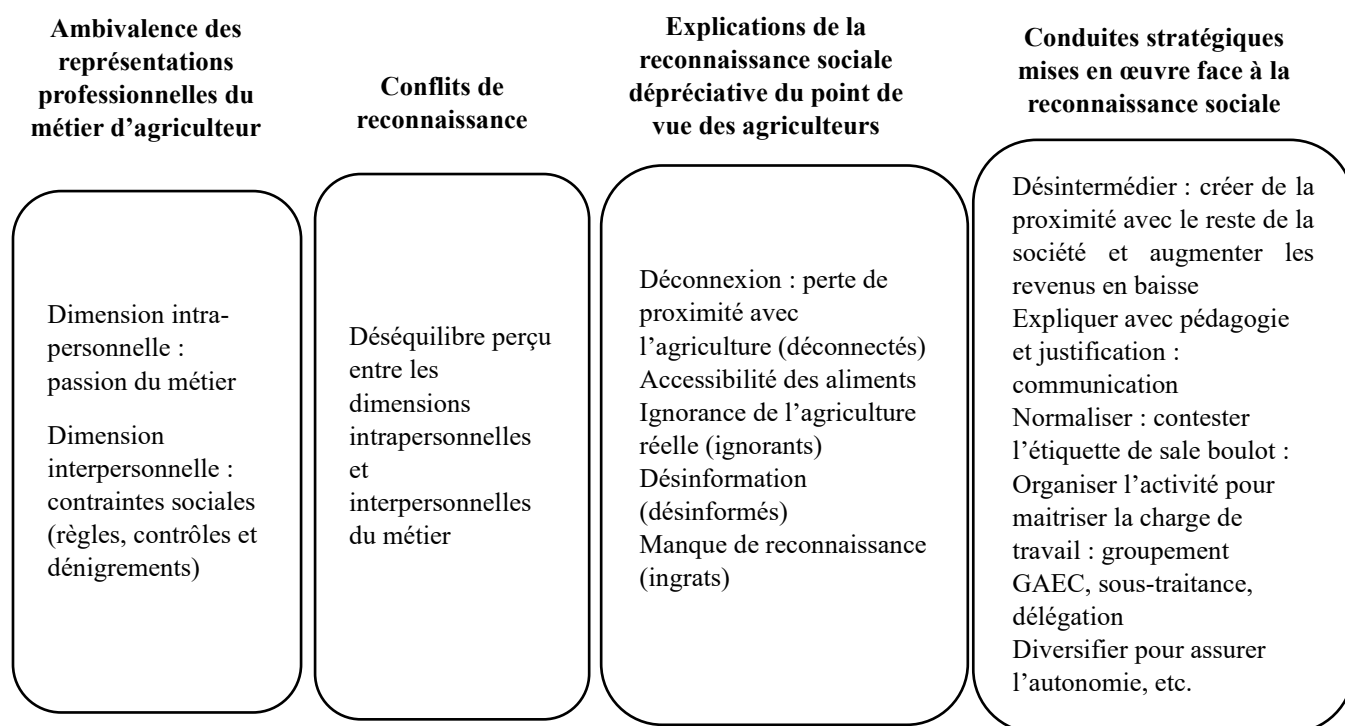 Ambivalence des
représentations
professionnelles du
métier d’agriculteur
Dimension intra-
personnelle :
passion du métier
Dimension
interpersonnelle :
contraintes sociales
(règles, contrôles et
dénigrements)
Conflits de
reconnaissance
Déséquilibre perçu
entre les
dimensions
intrapersonnelles
et
interpersonnelles
du métier
Explications de la
reconnaissance sociale
dépréciative du point de
vue des agriculteurs
Déconnexion : perte de
proximité avec
l’agriculture (déconnectés)
Accessibilité des aliments
Ignorance de l’agriculture
réelle (ignorants)
Désinformation
(désinformés)
Manque de reconnaissance
(ingrats)
Conduites stratégiques
mises en œuvre face à la
reconnaissance sociale
Désintermédier : créer de la
proximité avec le reste de la
société et augmenter les
revenus en baisse
Expliquer avec pédagogie
et justification :
communication
Normaliser : contester
l’étiquette de sale boulot :
Organiser l’activité pour
maitriser la charge de
travail : groupement
GAEC, sous-traitance,
délégation
Diversifier pour assurer
l’autonomie, etc.